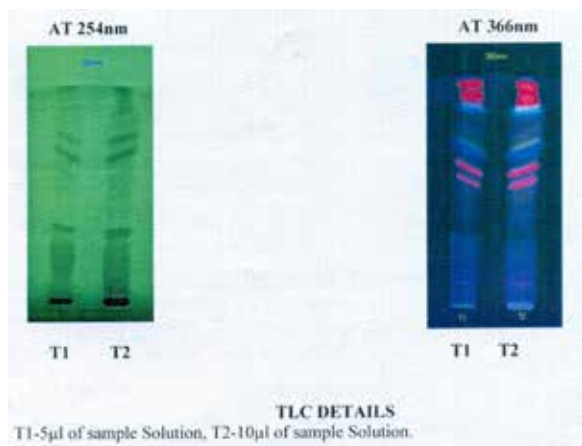 AT 254nm
AT 366nm
T1 T2
T1 T2
TLC DETAILS
T1-5µl of sample Solution, T2-10µl of sample Solution.